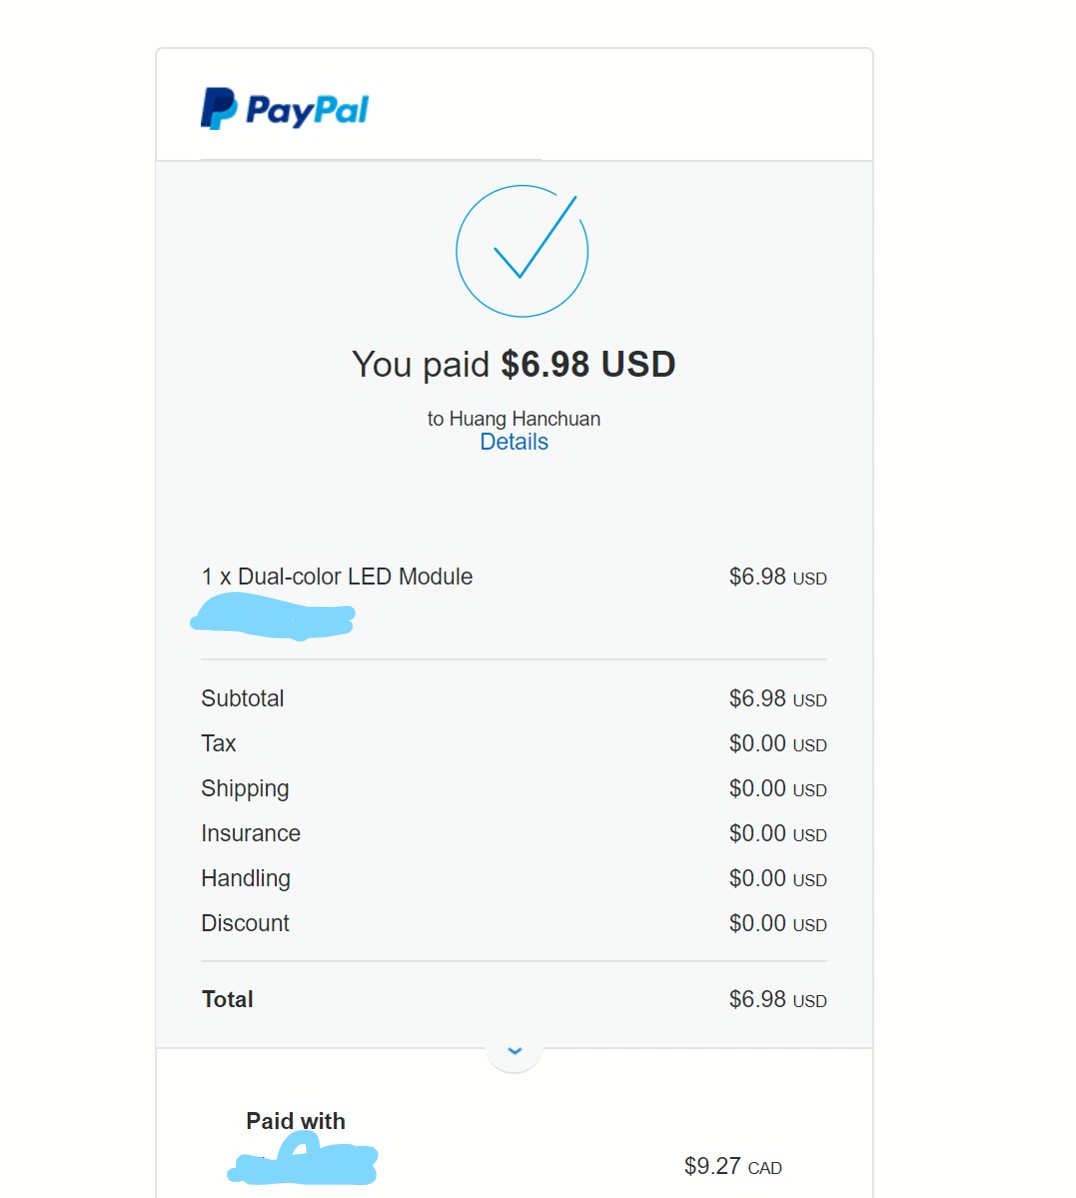 PayPal
You paid $6.98 USD
to Huang Hanchuan
Details
1 x Dual-color LED Module $6.98 USD
Subtotal $6.98 USD
Tax $0.00 USD
Shipping $0.00 USD
Insurance $0.00 USD
Handling $0.00 USD
Discount $0.00 USD
Total $6.98 USD
Paid with
$9.27 CAD